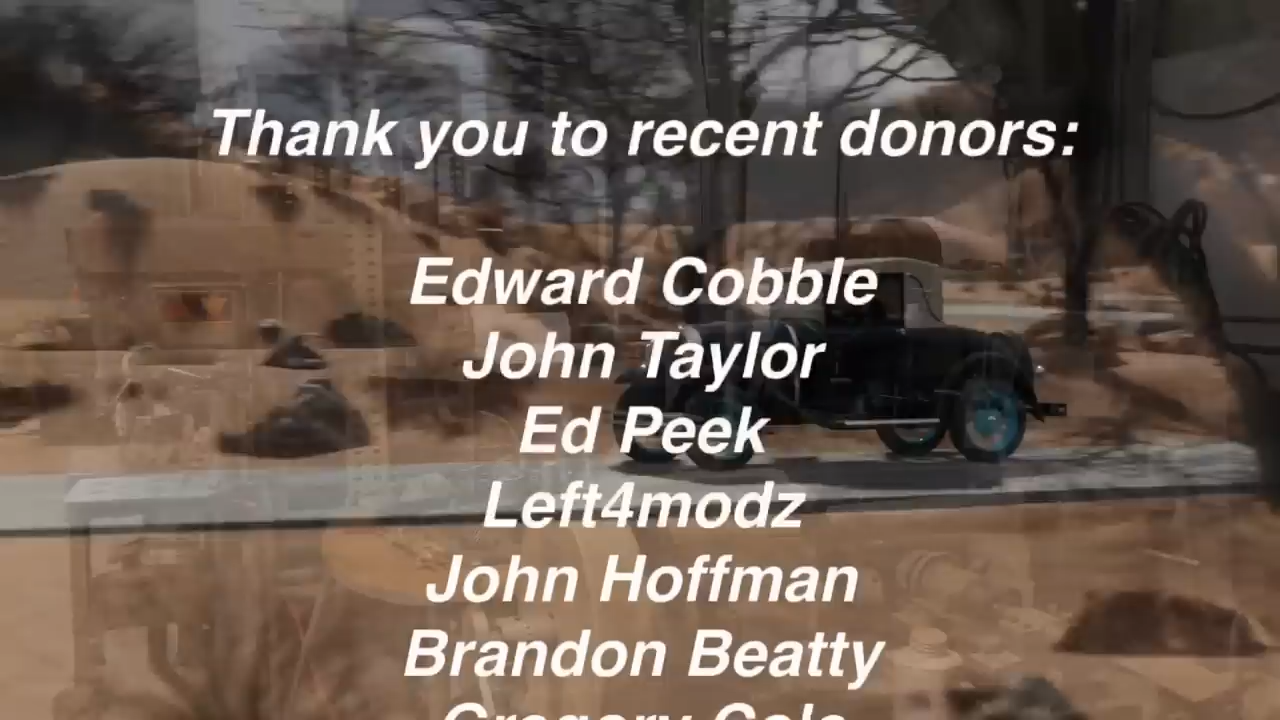 Thank you to recent donors:
Edward Cobble
John Taylor
Ed Peek
Left4modz
John Hoffman
Brandon Beatty